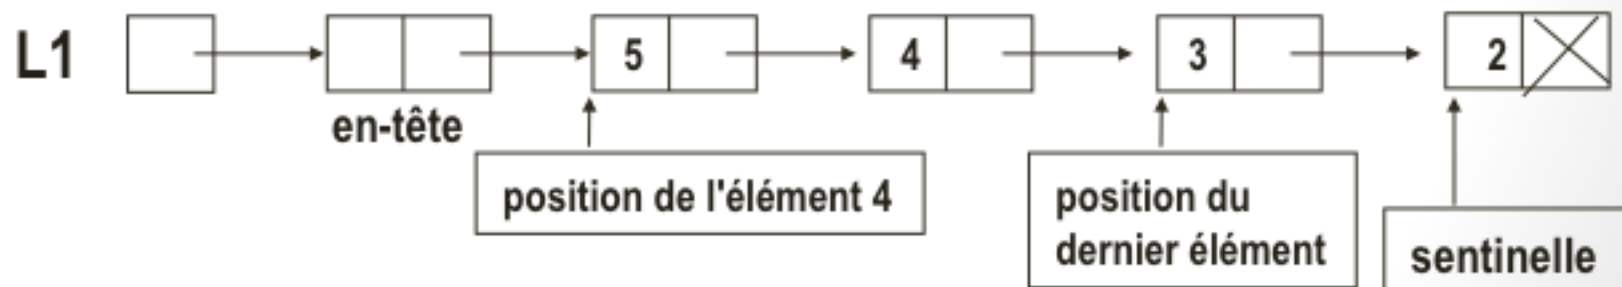 L1 5 4 3 2
en-tête
position de l'élément 4
position du
dernier élément
sentinelle